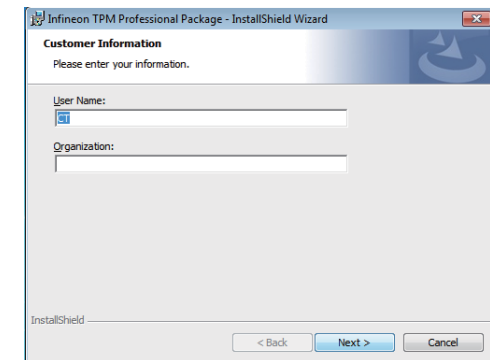 Infineon TPM Professional Package - InstallShield Wizard
Customer Information
Please enter your information.
User Name:
CT
Organization:
InstallShield
< Back
Next >
Cancel